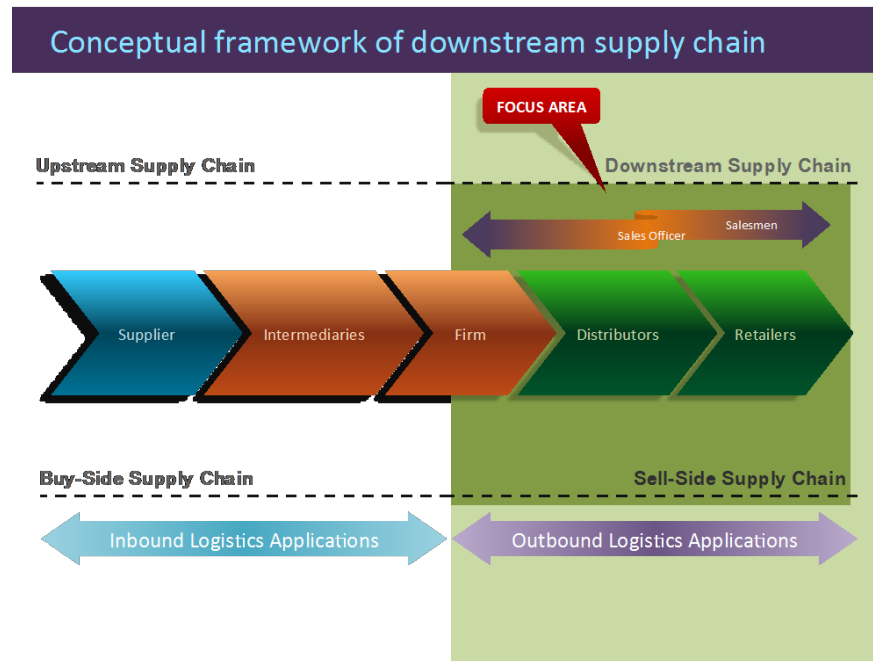 Conceptual framework of downstream supply chain
FOCUS AREA
Upstream Supply Chain
Downstream Supply Chain
Sales Officer
Salesmen
Supplier
Intermediaries
Firm
Distributors
Retailers
Buy-Side Supply Chain
Sell-Side Supply Chain
Inbound Logistics Applications
Outbound Logistics Applications